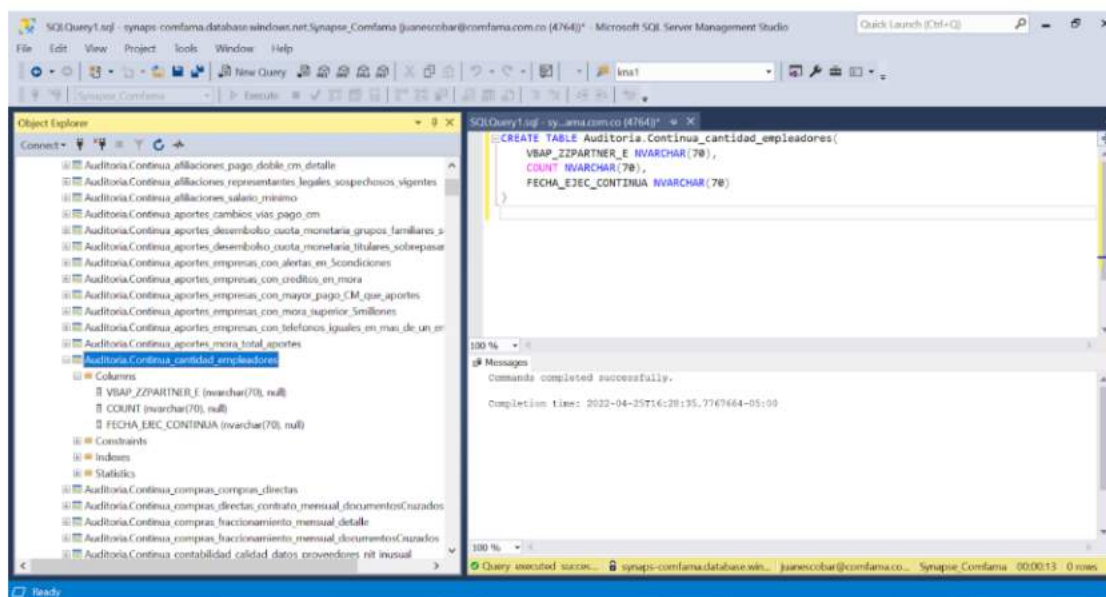 SQLQuery1.sql - synaps-comfama.database.windows.net.Synapse_Comfama (juanescobar@comfama.com.co (4764))* - Microsoft SQL Server Management Studio
Quick Launch (Ctrl+Q)
File Edit View Project Tools Window Help
New Query
kna1
Synapse_Comfama
Execute
Object Explorer
SQLQuery1.sql - sy...ama.com.co (4764))*
Connect
Auditoria.Continua_afiliaciones_pago_doble_cm_detalle
Auditoria.Continua_afiliaciones_representantes_legales_sospechosos_vigentes
Auditoria.Continua_afiliaciones_salario_minimo
Auditoria.Continua_aportes_cambios_vias_pago_cm
Auditoria.Continua_aportes_desembolso_cuota_monetaria_grupos_familiares_s
Auditoria.Continua_aportes_desembolso_cuota_monetaria_titulares_sobrepasar
Auditoria.Continua_aportes_empresas_con_alertas_en_5condiciones
Auditoria.Continua_aportes_empresas_con_creditos_en_mora
Auditoria.Continua_aportes_empresas_con_mayor_pago_CM_que_aportes
Auditoria.Continua_aportes_empresas_con_mora_superior_5millones
Auditoria.Continua_aportes_empresas_con_telefonos_iguales_en_mas_de_un_en
Auditoria.Continua_aportes_mora_total_aportes
Auditoria.Continua_cantidad_empleadores
Columns
VBAP_ZZPARTNER_E (nvarchar(70), null)
COUNT (nvarchar(70), null)
FECHA_EJEC_CONTINUA (nvarchar(70), null)
Constraints
Indexes
Statistics
Auditoria.Continua_compras_compras_directas
Auditoria.Continua_compras_directas_contrato_mensual_documentosCruzados
Auditoria.Continua_compras_fraccionamiento_mensual_detalle
Auditoria.Continua_compras_fraccionamiento_mensual_documentosCruzados
Auditoria.Continua_contabilidad_calidad_datos_proveedores_nit_inusual
CREATE TABLE Auditoria.Continua_cantidad_empleadores(
VBAP_ZZPARTNER_E NVARCHAR(70),
COUNT NVARCHAR(70),
FECHA_EJEC_CONTINUA NVARCHAR(70)
)
100 %
Messages
Commands completed successfully.
Completion time: 2022-04-25T16:28:35.7767664-05:00
100 %
Query executed succes... synaps-comfama.database.win... juanescobar@comfama.co... Synapse_Comfama 00:00:13 0 rows
Ready